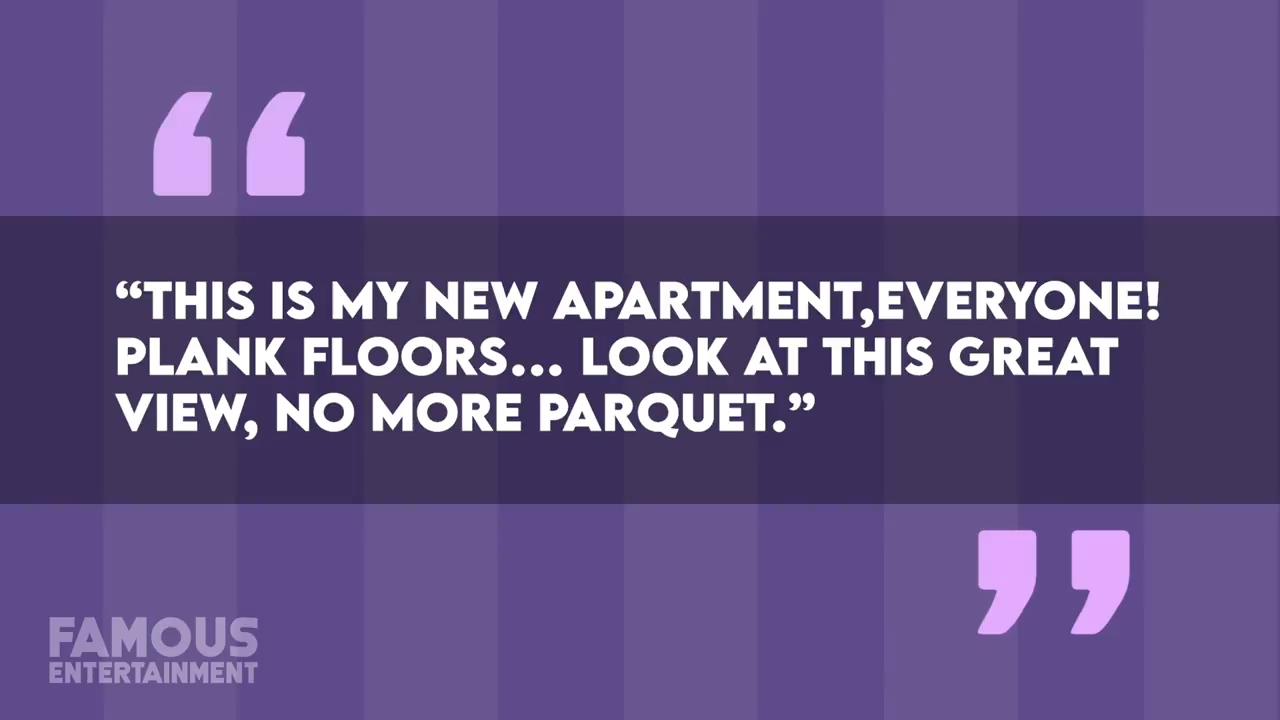 “THIS IS MY NEW APARTMENT,EVERYONE!
PLANK FLOORS... LOOK AT THIS GREAT
VIEW, NO MORE PARQUET.”
FAMOUS
ENTERTAINMENT